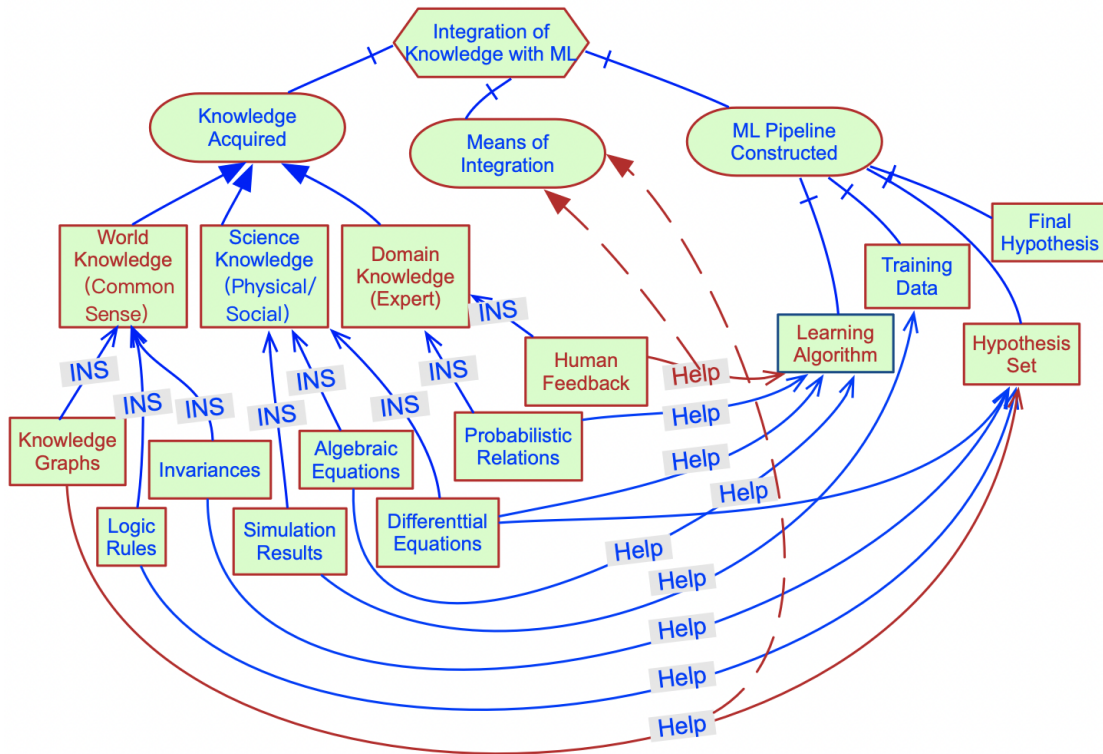 Integration of
Knowledge with ML
Knowledge
Acquired
Means of
Integration
ML Pipeline
Constructed
World
Knowledge
(Common
Sense)
Science
Knowledge
(Physical/
Social)
Domain
Knowledge
(Expert)
Final
Hypothesis
Training
Data
Learning
Algorithm
Hypothesis
Set
Human
Feedback
INS
INS
INS
INS
INS
INS
INS
INS
Help
Help
Help
Help
Help
Help
Help
Help
Help
Knowledge
Graphs
Invariances
Algebraic
Equations
Probabilistic
Relations
Logic
Rules
Simulation
Results
Differenttial
Equations